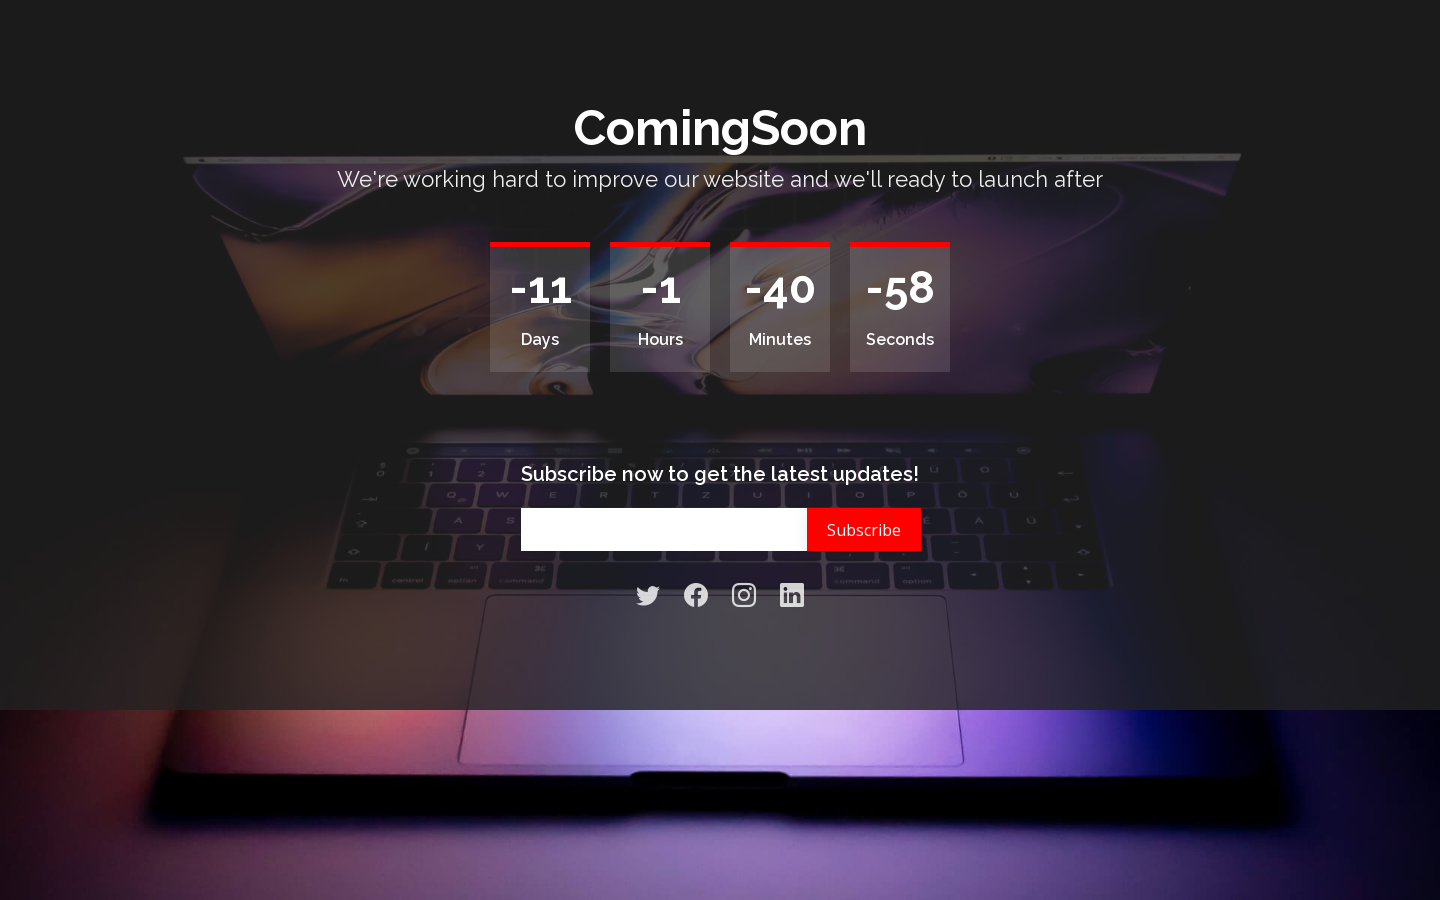 ComingSoon
We're working hard to improve our website and we'll ready to launch after
-11 -1 -40 -58
Days Hours Minutes Seconds
Subscribe now to get the latest updates!
Subscribe